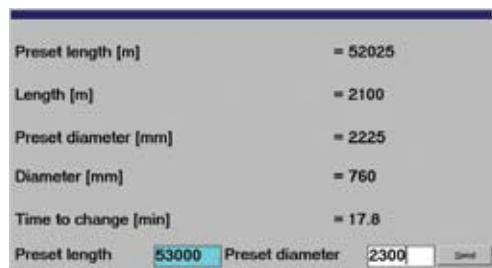 Preset length [m] = 52025
Length [m] = 2100
Preset diameter [mm] = 2225
Diameter [mm] = 760
Time to change [min] = 17.8
Preset length 53000 Preset diameter 2300 Send